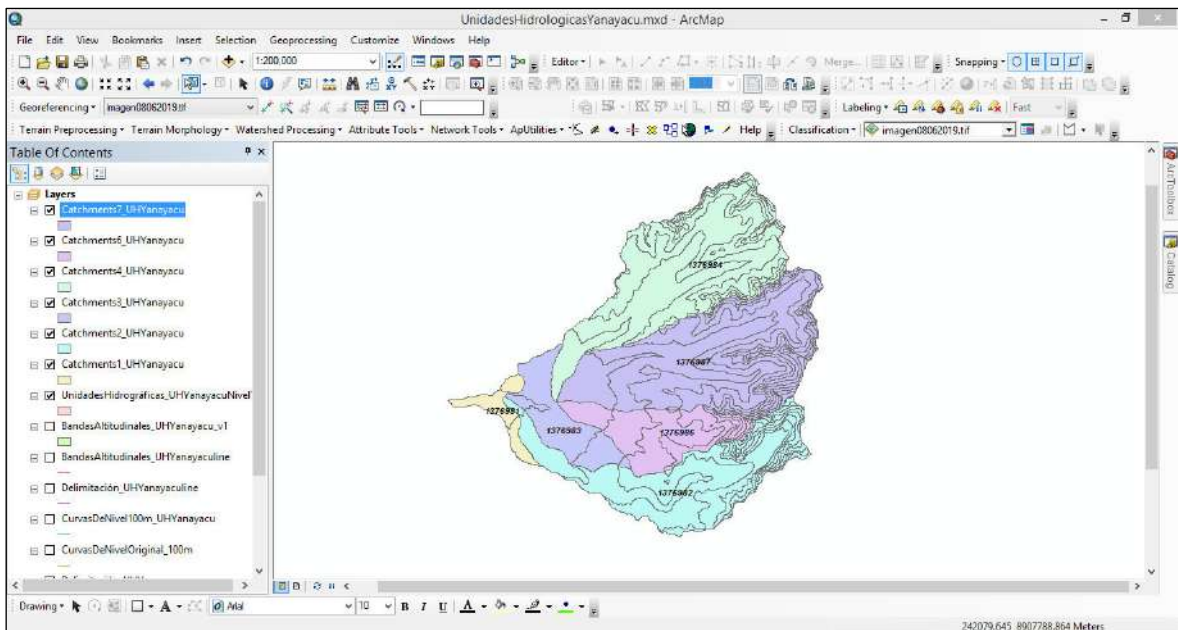 UnidadesHidrologicasYanayacu.mxd - ArcMap
File Edit View Bookmarks Insert Selection Geoprocessing Customize Windows Help
1:200,000 Editor Merge... Snapping
Georeferencing imagen08062019.tif Labeling Fast
Terrain Preprocessing Terrain Morphology Watershed Processing Attribute Tools Network Tools ApUtilities Help Classification imagen08062019.tif
Table Of Contents
Layers
Catchments7_UHYanayacu
Catchments6_UHYanayacu
Catchments4_UHYanayacu
Catchments3_UHYanayacu
Catchments2_UHYanayacu
Catchments1_UHYanayacu
UnidadesHidrográficas_UHYanayacuNivel
BandasAltitudinales_UHYanayacu_v1
BandasAltitudinales_UHYanayaculine
Delimitación_UHYanayaculine
CurvasDeNivel100m_UHYanayacu
CurvasDeNivelOriginal_100m
1376984
1376987
1376981
1376983
1376986
1376982
ArcToolbox
Catalog
Drawing A Arial 10 B I U A
242079.645 8907788.864 Meters